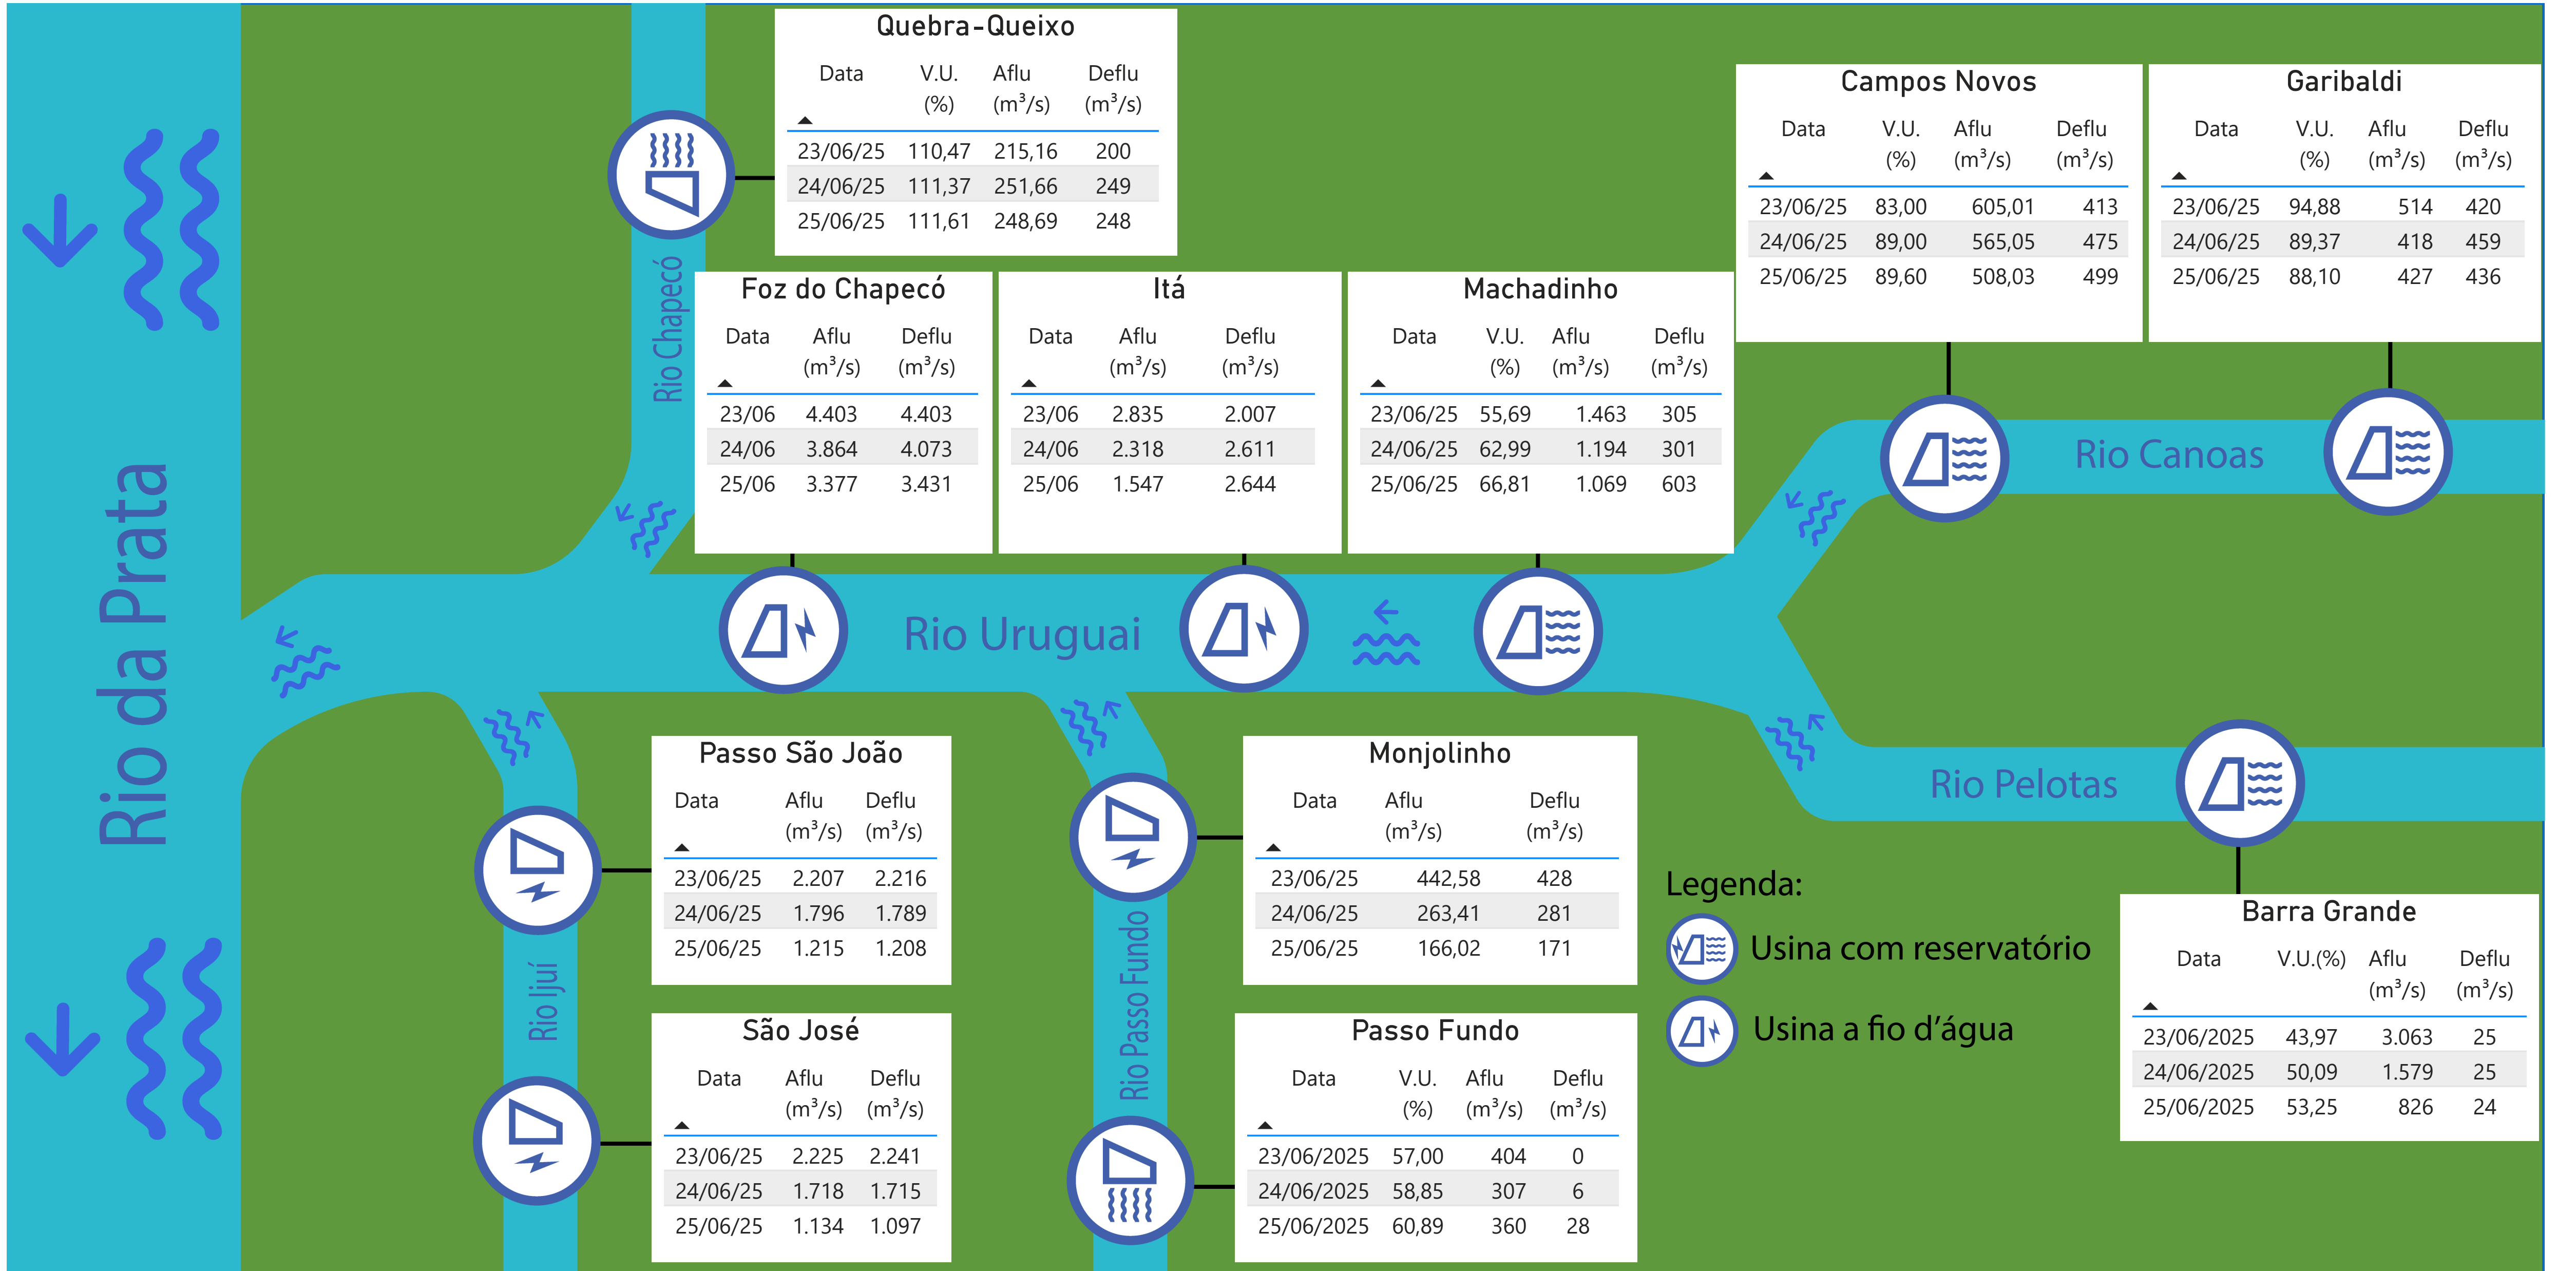 Quebra-Queixo
Data V.U. (%) Aflu (m³/s) Deflu (m³/s)
23/06/25 110,47 215,16 200
24/06/25 111,37 251,66 249
25/06/25 111,61 248,69 248
Campos Novos
Data V.U. (%) Aflu (m³/s) Deflu (m³/s)
23/06/25 83,00 605,01 413
24/06/25 89,00 565,05 475
25/06/25 89,60 508,03 499
Garibaldi
Data V.U. (%) Aflu (m³/s) Deflu (m³/s)
23/06/25 94,88 514 420
24/06/25 89,37 418 459
25/06/25 88,10 427 436
Rio Chapecó
Foz do Chapecó
Data Aflu (m³/s) Deflu (m³/s)
23/06 4.403 4.403
24/06 3.864 4.073
25/06 3.377 3.431
Itá
Data Aflu (m³/s) Deflu (m³/s)
23/06 2.835 2.007
24/06 2.318 2.611
25/06 1.547 2.644
Machadinho
Data V.U. (%) Aflu (m³/s) Deflu (m³/s)
23/06/25 55,69 1.463 305
24/06/25 62,99 1.194 301
25/06/25 66,81 1.069 603
Rio Canoas
Rio da Prata
Rio Uruguai
Rio Pelotas
Passo São João
Data Aflu (m³/s) Deflu (m³/s)
23/06/25 2.207 2.216
24/06/25 1.796 1.789
25/06/25 1.215 1.208
Monjolinho
Data Aflu (m³/s) Deflu (m³/s)
23/06/25 442,58 428
24/06/25 263,41 281
25/06/25 166,02 171
Legenda:
Usina com reservatório
Usina a fio d’água
Barra Grande
Data V.U.(%) Aflu (m³/s) Deflu (m³/s)
23/06/2025 43,97 3.063 25
24/06/2025 50,09 1.579 25
25/06/2025 53,25 826 24
Rio Ijuí
São José
Data Aflu (m³/s) Deflu (m³/s)
23/06/25 2.225 2.241
24/06/25 1.718 1.715
25/06/25 1.134 1.097
Rio Passo Fundo
Passo Fundo
Data V.U. (%) Aflu (m³/s) Deflu (m³/s)
23/06/2025 57,00 404 0
24/06/2025 58,85 307 6
25/06/2025 60,89 360 28